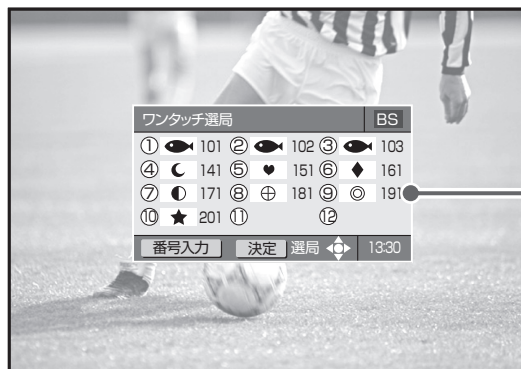 ワンタッチ選局 BS
① 101 ② 102 ③ 103
④ 141 ⑤ 151 ⑥ 161
⑦ 171 ⑧ 181 ⑨ 191
⑩ 201 ⑪ ⑫
番号入力 決定 選局 13:30